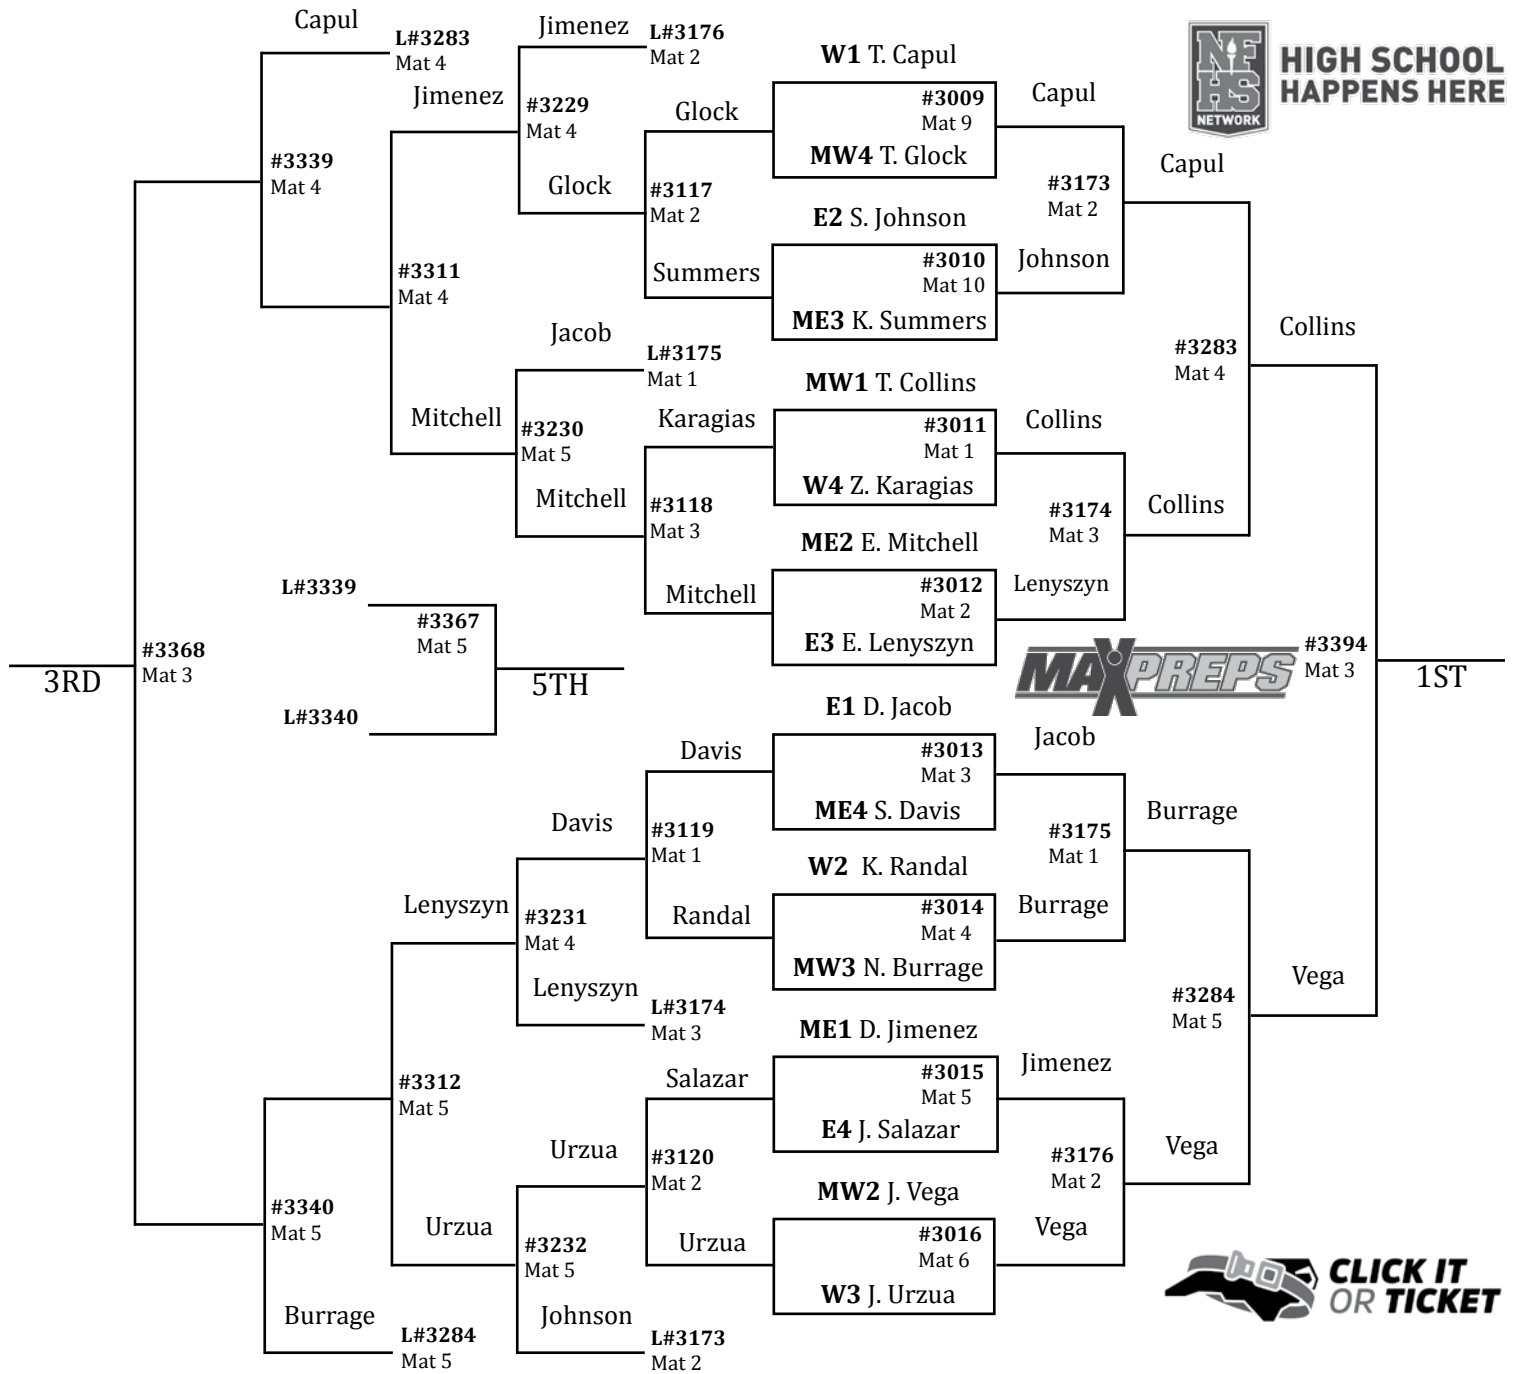 Capul
L#3283
Mat 4
Jimenez
L#3176
Mat 2
W1 T. Capul
NF
HS
NETWORK
HIGH SCHOOL
HAPPENS HERE
Jimenez
#3229
Mat 4
Glock
#3009
Mat 9
Capul
#3339
Mat 4
MW4 T. Glock
Capul
Glock
#3117
Mat 2
#3173
Mat 2
E2 S. Johnson
#3311
Mat 4
Summers
#3010
Mat 10
Johnson
ME3 K. Summers
Jacob
L#3175
Mat 1
#3283
Mat 4
Collins
MW1 T. Collins
Mitchell
#3230
Mat 5
Karagias
#3011
Mat 1
Collins
W4 Z. Karagias
Mitchell
#3118
Mat 3
#3174
Mat 3
Collins
ME2 E. Mitchell
L#3339
Mitchell
#3012
Mat 2
Lenyszyn
#3367
Mat 5
E3 E. Lenyszyn
3RD
#3368
Mat 3
5TH
MAXPREPS
#3394
Mat 3
1ST
L#3340
E1 D. Jacob
Davis
#3013
Mat 3
Jacob
ME4 S. Davis
Davis
#3119
Mat 1
#3175
Mat 1
Burrage
W2 K. Randal
Lenyszyn
#3231
Mat 4
Randal
#3014
Mat 4
Burrage
MW3 N. Burrage
Lenyszyn
L#3174
Mat 3
#3284
Mat 5
Vega
ME1 D. Jimenez
#3312
Mat 5
Salazar
#3015
Mat 5
Jimenez
E4 J. Salazar
Urzua
#3120
Mat 2
#3176
Mat 2
Vega
MW2 J. Vega
#3340
Mat 5
Urzua
#3232
Mat 5
Urzua
#3016
Mat 6
Vega
W3 J. Urzua
Burrage
L#3284
Mat 5
Johnson
L#3173
Mat 2
CLICK IT
OR TICKET